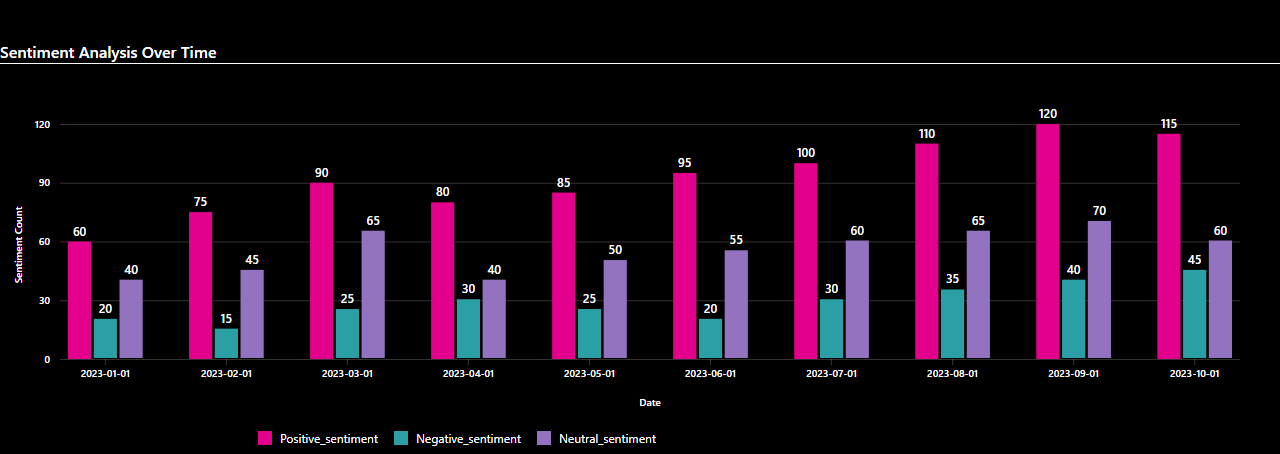 Sentiment Analysis Over Time
120
90
60
30
0
Sentiment Count
60 20 40
75 15 45
90 25 65
80 30 40
85 25 50
95 20 55
100 30 60
110 35 65
120 40 70
115 45 60
2023-01-01 2023-02-01 2023-03-01 2023-04-01 2023-05-01 2023-06-01 2023-07-01 2023-08-01 2023-09-01 2023-10-01
Date
Positive_sentiment Negative_sentiment Neutral_sentiment